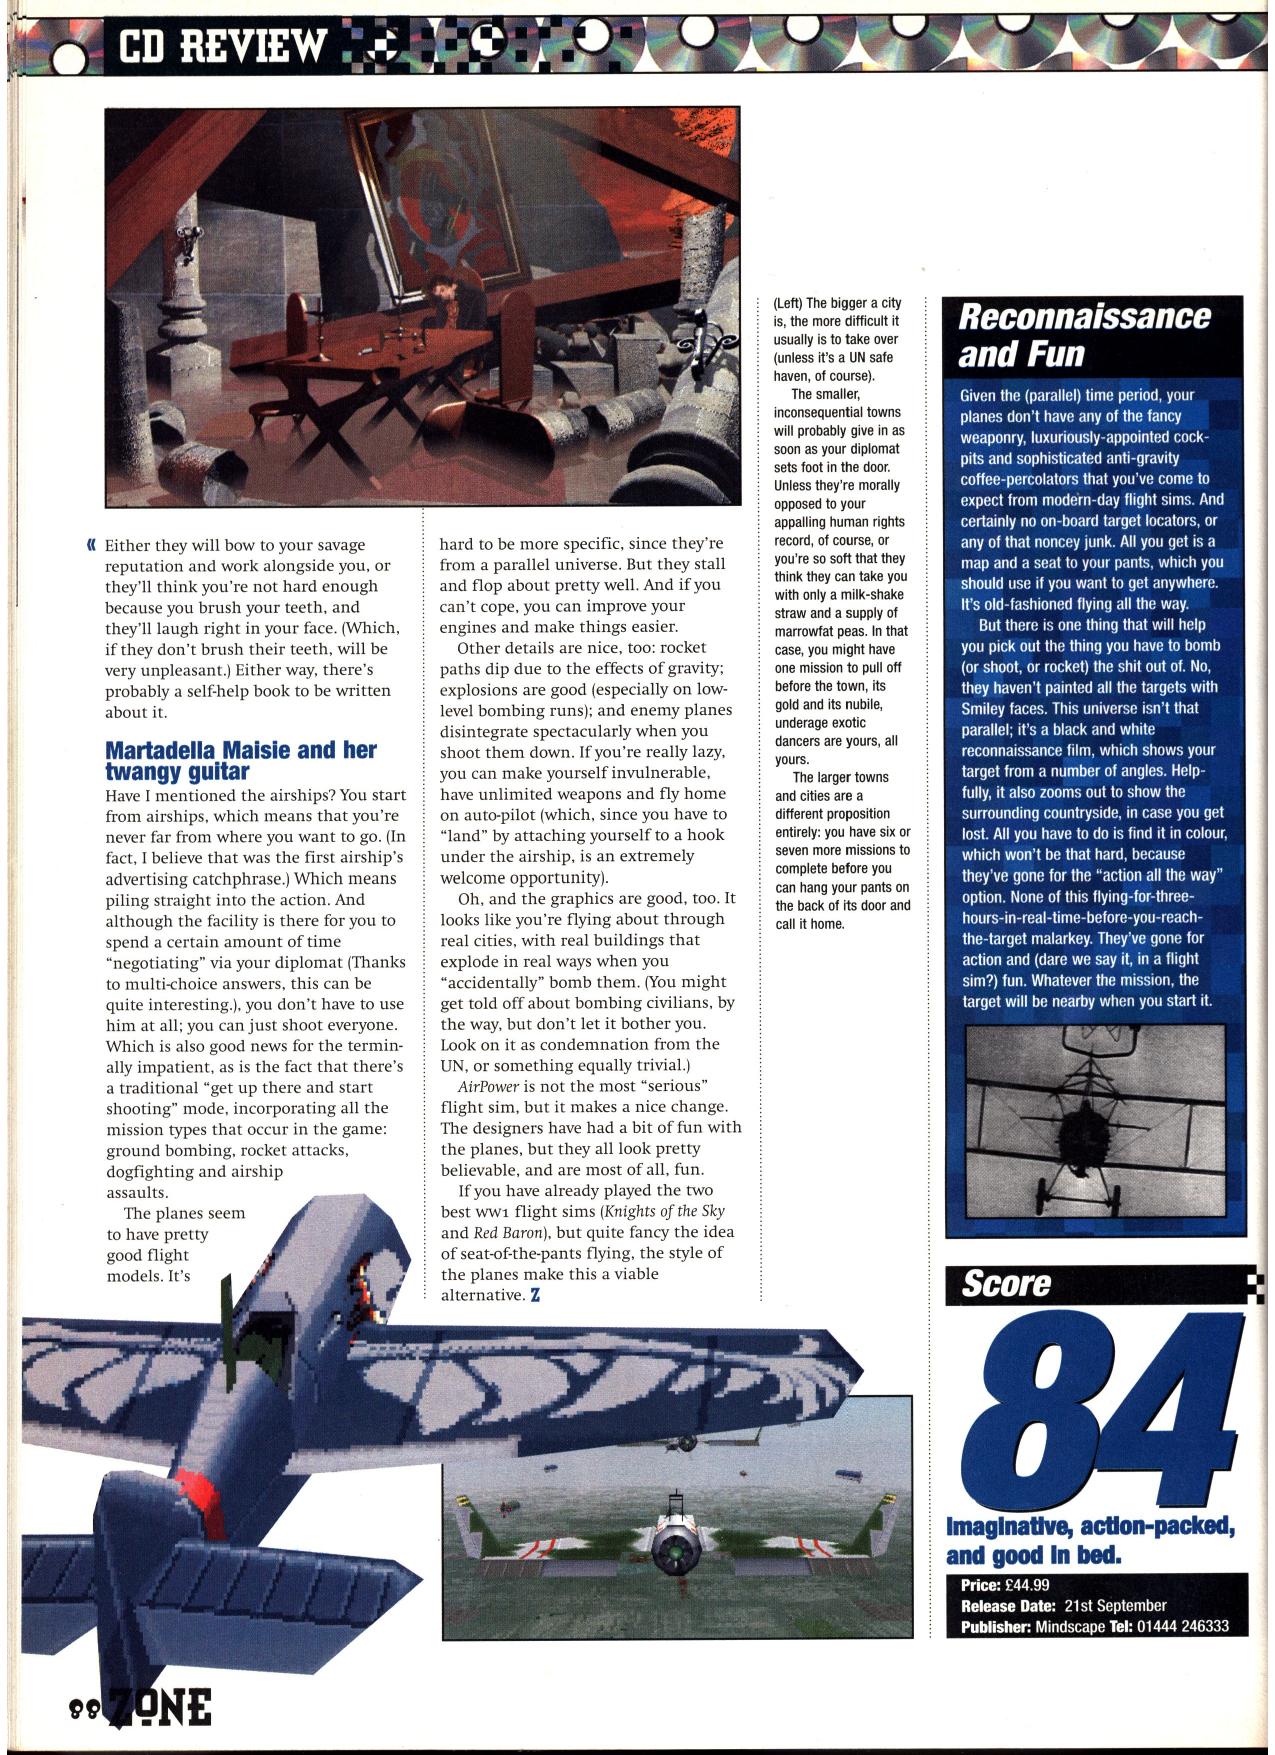 CD REVIEW
« Either they will bow to your savage
reputation and work alongside you, or
they'll think you're not hard enough
because you brush your teeth, and
they'll laugh right in your face. (Which,
if they don't brush their teeth, will be
very unpleasant.) Either way, there's
probably a self-help book to be written
about it.
Martadella Maisie and her
twangy guitar
Have I mentioned the airships? You start
from airships, which means that you're
never far from where you want to go. (In
fact, I believe that was the first airship's
advertising catchphrase.) Which means
piling straight into the action. And
although the facility is there for you to
spend a certain amount of time
“negotiating” via your diplomat (Thanks
to multi-choice answers, this can be
quite interesting.), you don't have to use
him at all; you can just shoot everyone.
Which is also good news for the termin-
ally impatient, as is the fact that there's
a traditional “get up there and start
shooting” mode, incorporating all the
mission types that occur in the game:
ground bombing, rocket attacks,
dogfighting and airship
assaults.
The planes seem
to have pretty
good flight
models. It's
hard to be more specific, since they're
from a parallel universe. But they stall
and flop about pretty well. And if you
can't cope, you can improve your
engines and make things easier.
Other details are nice, too: rocket
paths dip due to the effects of gravity;
explosions are good (especially on low-
level bombing runs); and enemy planes
disintegrate spectacularly when you
shoot them down. If you're really lazy,
you can make yourself invulnerable,
have unlimited weapons and fly home
on auto-pilot (which, since you have to
“land” by attaching yourself to a hook
under the airship, is an extremely
welcome opportunity).
Oh, and the graphics are good, too. It
looks like you're flying about through
real cities, with real buildings that
explode in real ways when you
“accidentally” bomb them. (You might
get told off about bombing civilians, by
the way, but don't let it bother you.
Look on it as condemnation from the
UN, or something equally trivial.)
AirPower is not the most “serious”
flight sim, but it makes a nice change.
The designers have had a bit of fun with
the planes, but they all look pretty
believable, and are most of all, fun.
If you have already played the two
best WW1 flight sims (Knights of the Sky
and Red Baron), but quite fancy the idea
of seat-of-the-pants flying, the style of
the planes make this a viable
alternative. Z
(Left) The bigger a city
is, the more difficult it
usually is to take over
(unless it's a UN safe
haven, of course).
The smaller,
inconsequential towns
will probably give in as
soon as your diplomat
sets foot in the door.
Unless they're morally
opposed to your
appalling human rights
record, of course, or
you're so soft that they
think they can take you
with only a milk-shake
straw and a supply of
marrowfat peas. In that
case, you might have
one mission to pull off
before the town, its
gold and its nubile,
underage exotic
dancers are yours, all
yours.
The larger towns
and cities are a
different proposition
entirely: you have six or
seven more missions to
complete before you
can hang your pants on
the back of its door and
call it home.
Reconnaissance
and Fun
Given the (parallel) time period, your
planes don't have any of the fancy
weaponry, luxuriously-appointed cock-
pits and sophisticated anti-gravity
coffee-percolators that you've come to
expect from modern-day flight sims. And
certainly no on-board target locators, or
any of that noncey junk. All you get is a
map and a seat to your pants, which you
should use if you want to get anywhere.
It's old-fashioned flying all the way.
But there is one thing that will help
you pick out the thing you have to bomb
(or shoot, or rocket) the shit out of. No,
they haven't painted all the targets with
Smiley faces. This universe isn't that
parallel; it's a black and white
reconnaissance film, which shows your
target from a number of angles. Help-
fully, it also zooms out to show the
surrounding countryside, in case you get
lost. All you have to do is find it in colour,
which won't be that hard, because
they've gone for the “action all the way”
option. None of this flying-for-three-
hours-in-real-time-before-you-reach-
the-target malarkey. They've gone for
action and (dare we say it, in a flight
sim?) fun. Whatever the mission, the
target will be nearby when you start it.
Score
84
Imaginative, action-packed,
and good in bed.
Price: £44.99
Release Date: 21st September
Publisher: Mindscape Tel: 01444 246333
88 ZONE